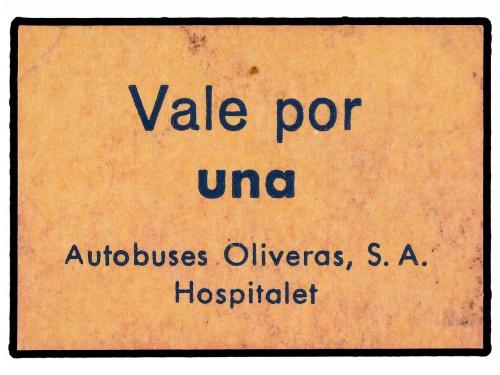 Vale por
una
Autobuses Oliveras, S. A.
Hospitalet